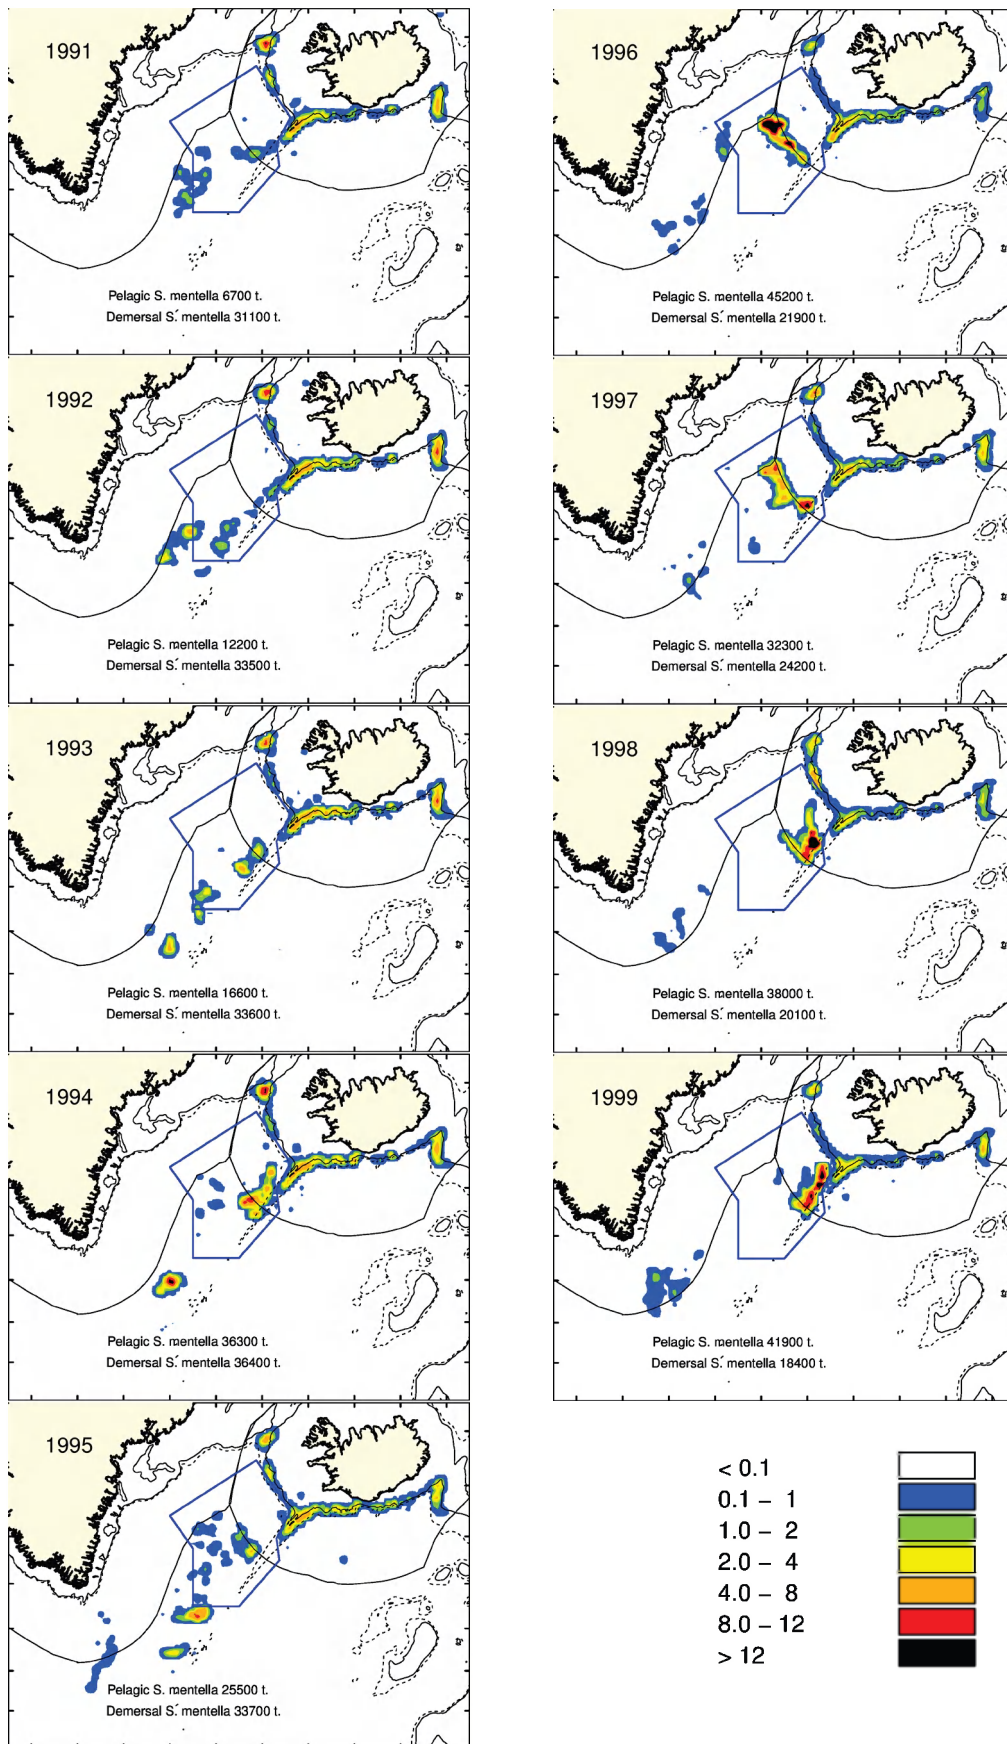 1991
Pelagic S. mentella 6700 t.
Demersal S. mentella 31100 t.
1992
Pelagic S. mentella 12200 t.
Demersal S. mentella 33500 t.
1993
Pelagic S. mentella 16600 t.
Demersal S. mentella 33600 t.
1994
Pelagic S. mentella 36300 t.
Demersal S. mentella 36400 t.
1995
Pelagic S. mentella 25500 t.
Demersal S. mentella 33700 t.
1996
Pelagic S. mentella 45200 t.
Demersal S. mentella 21900 t.
1997
Pelagic S. mentella 32300 t.
Demersal S. mentella 24200 t.
1998
Pelagic S. mentella 38000 t.
Demersal S. mentella 20100 t.
1999
Pelagic S. mentella 41900 t.
Demersal S. mentella 18400 t.
< 0.1
0.1 – 1
1.0 – 2
2.0 – 4
4.0 – 8
8.0 – 12
> 12